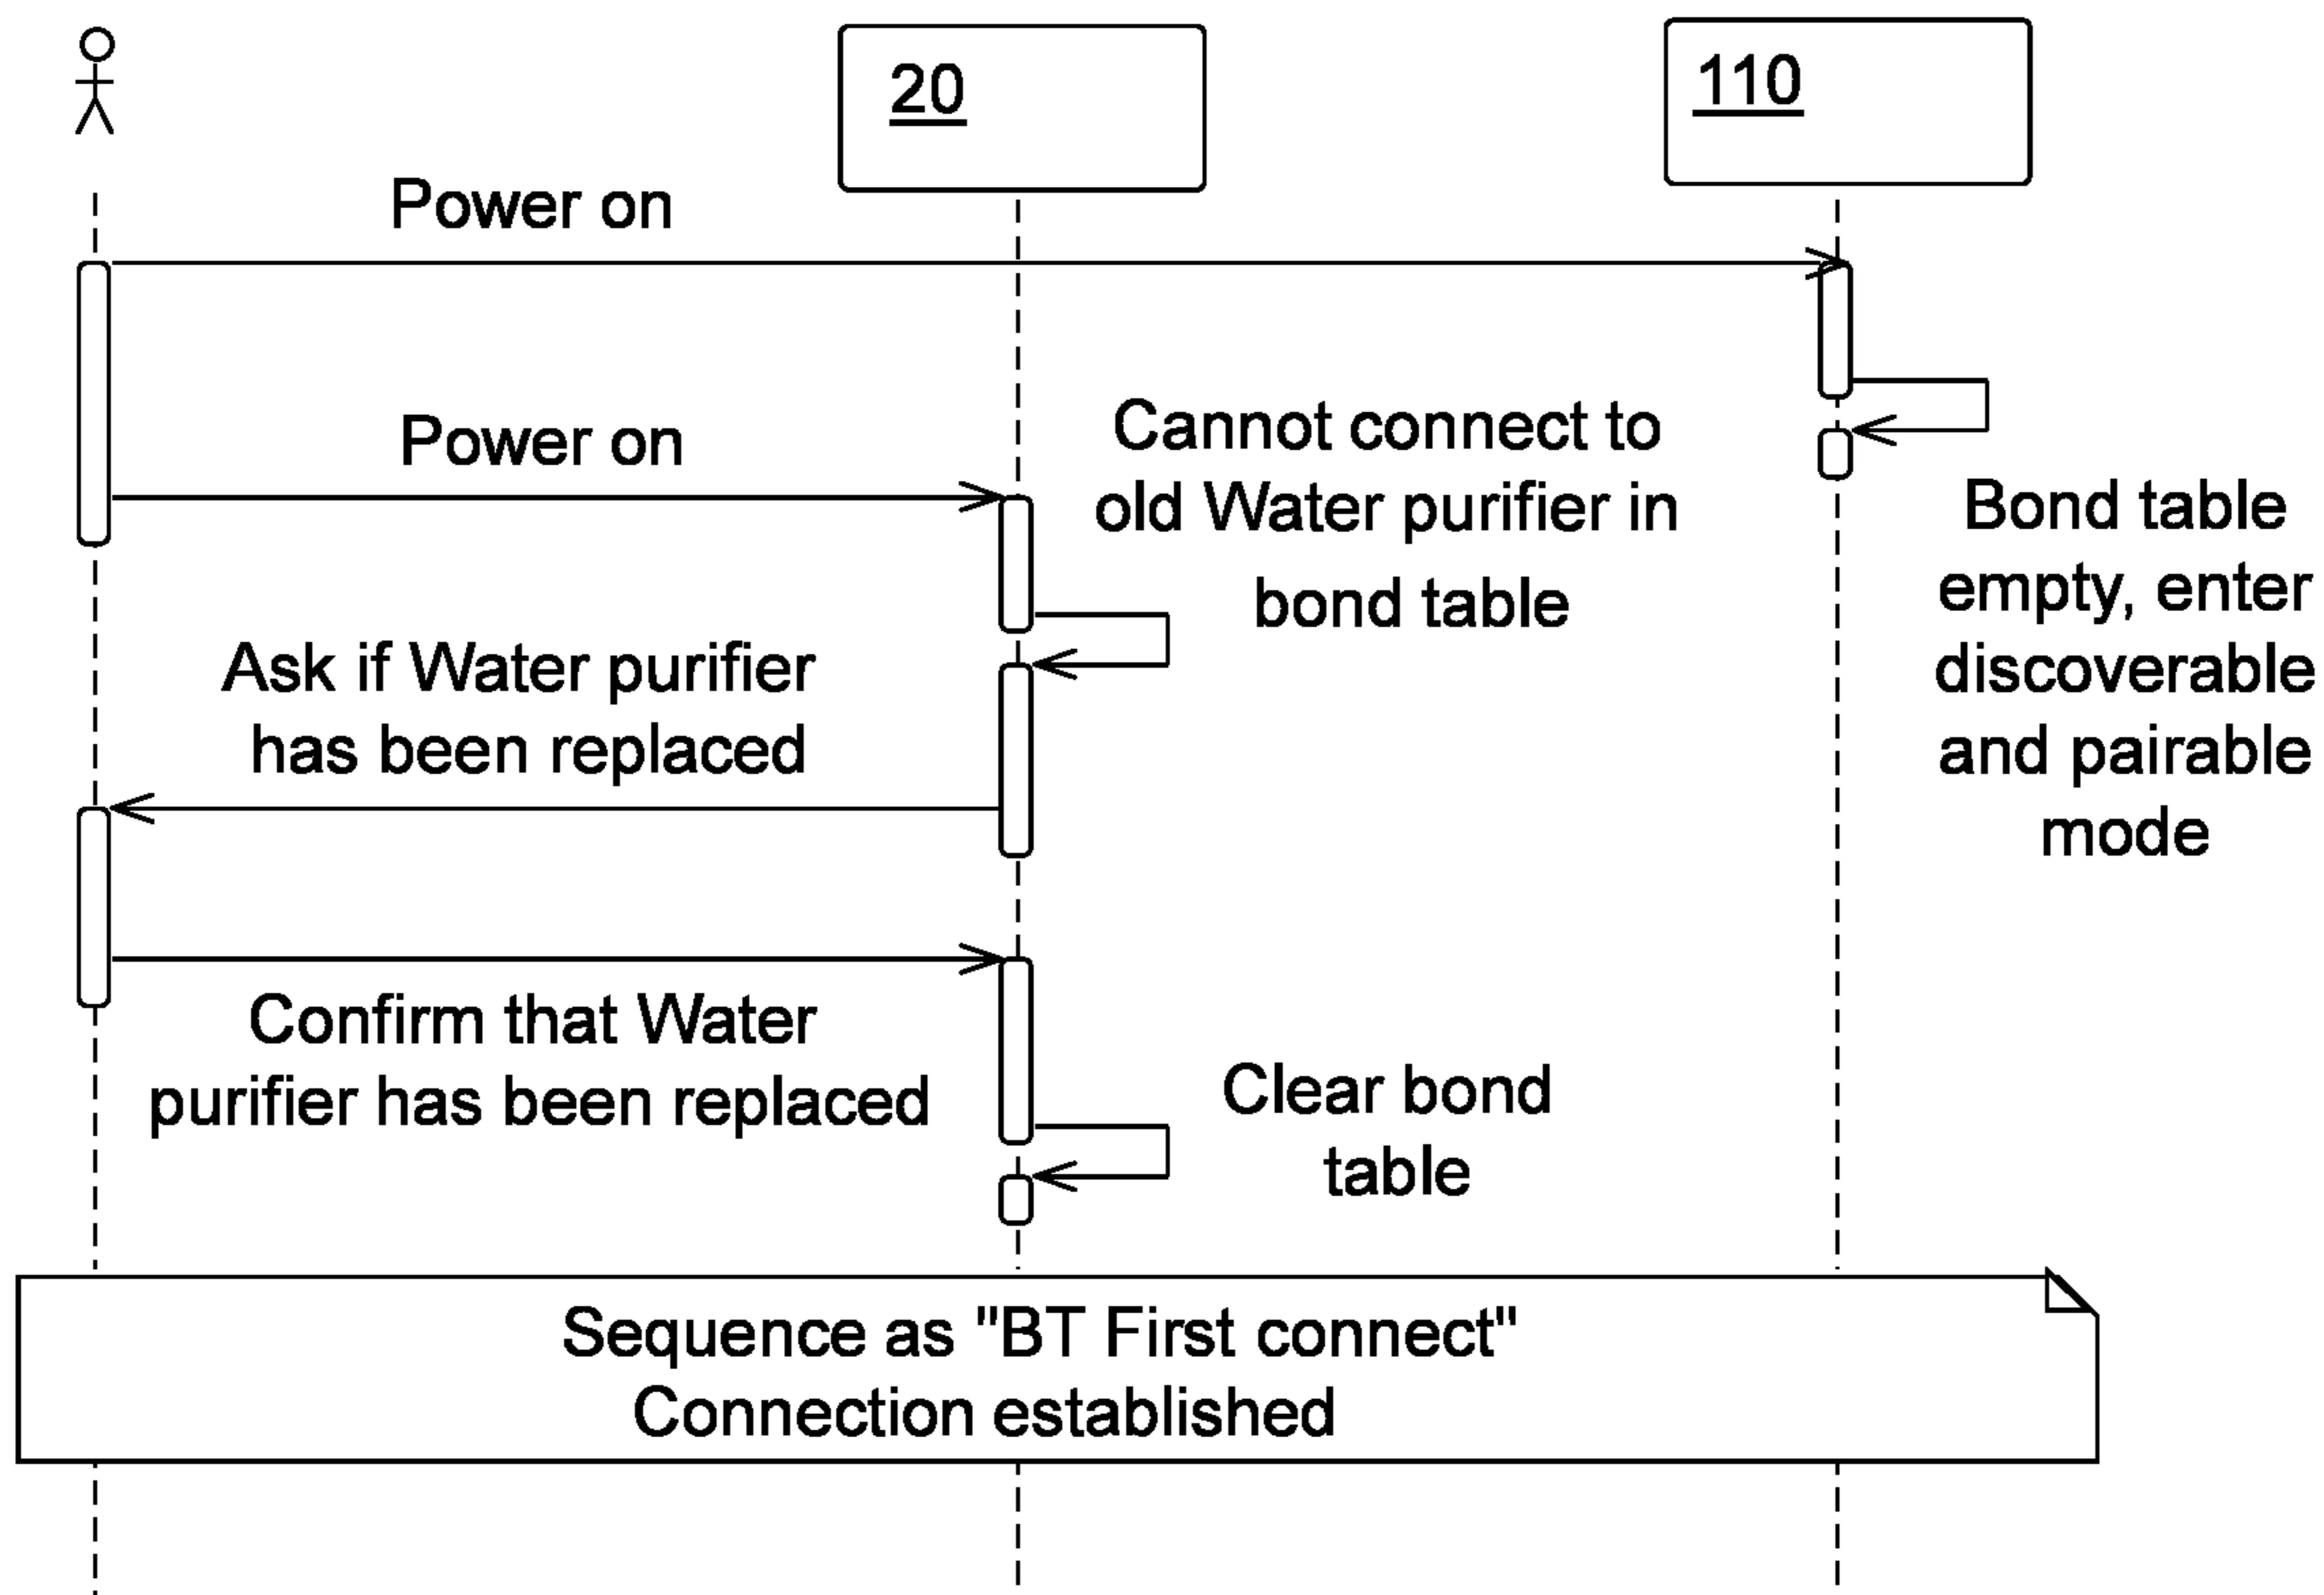 20
110
Power on
Power on
Cannot connect to
old Water purifier in
bond table
Bond table
empty, enter
discoverable
and pairable
mode
Ask if Water purifier
has been replaced
Confirm that Water
purifier has been replaced
Clear bond
table
Sequence as "BT First connect"
Connection established